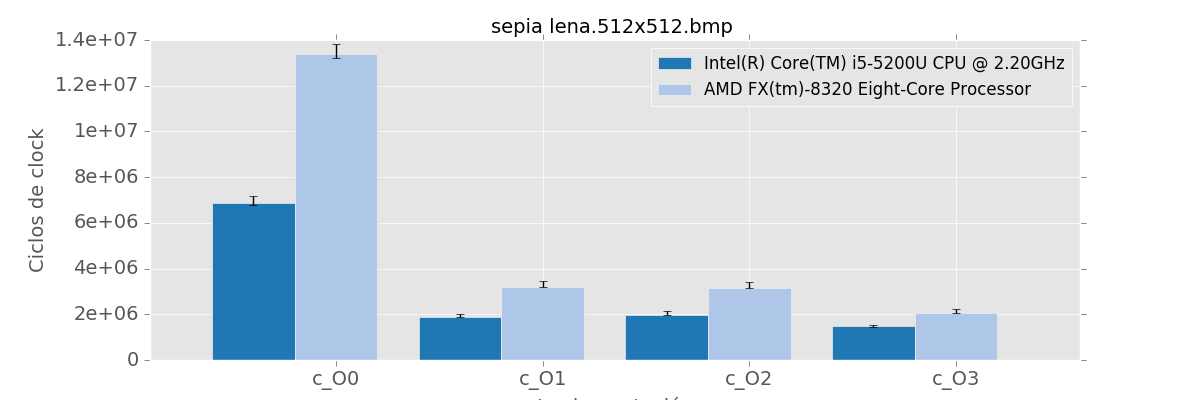 sepia lena.512x512.bmp
1.4e+07
1.2e+07
1e+07
8e+06
6e+06
4e+06
2e+06
0
Ciclos de clock
Intel(R) Core(TM) i5-5200U CPU @ 2.20GHz
AMD FX(tm)-8320 Eight-Core Processor
c_O0
c_O1
c_O2
c_O3